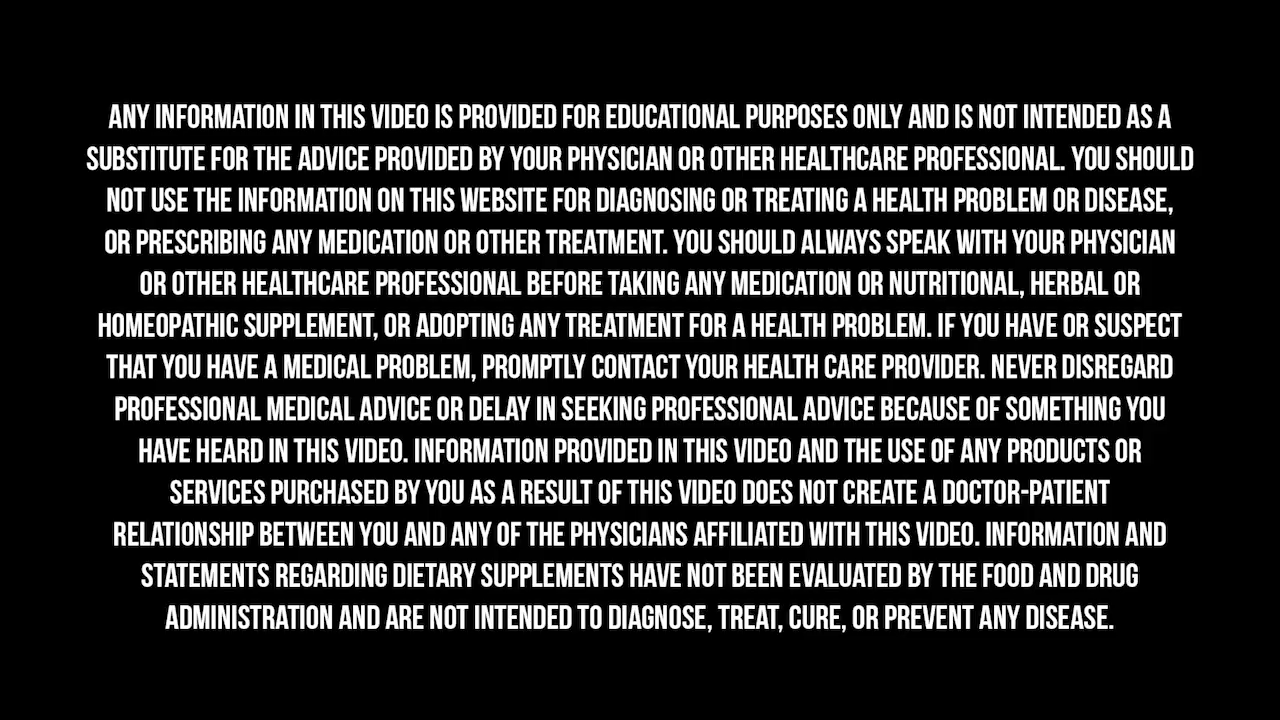 ANY INFORMATION IN THIS VIDEO IS PROVIDED FOR EDUCATIONAL PURPOSES ONLY AND IS NOT INTENDED AS A
SUBSTITUTE FOR THE ADVICE PROVIDED BY YOUR PHYSICIAN OR OTHER HEALTHCARE PROFESSIONAL. YOU SHOULD
NOT USE THE INFORMATION ON THIS WEBSITE FOR DIAGNOSING OR TREATING A HEALTH PROBLEM OR DISEASE,
OR PRESCRIBING ANY MEDICATION OR OTHER TREATMENT. YOU SHOULD ALWAYS SPEAK WITH YOUR PHYSICIAN
OR OTHER HEALTHCARE PROFESSIONAL BEFORE TAKING ANY MEDICATION OR NUTRITIONAL, HERBAL OR
HOMEOPATHIC SUPPLEMENT, OR ADOPTING ANY TREATMENT FOR A HEALTH PROBLEM. IF YOU HAVE OR SUSPECT
THAT YOU HAVE A MEDICAL PROBLEM, PROMPTLY CONTACT YOUR HEALTH CARE PROVIDER. NEVER DISREGARD
PROFESSIONAL MEDICAL ADVICE OR DELAY IN SEEKING PROFESSIONAL ADVICE BECAUSE OF SOMETHING YOU
HAVE HEARD IN THIS VIDEO. INFORMATION PROVIDED IN THIS VIDEO AND THE USE OF ANY PRODUCTS OR
SERVICES PURCHASED BY YOU AS A RESULT OF THIS VIDEO DOES NOT CREATE A DOCTOR-PATIENT
RELATIONSHIP BETWEEN YOU AND ANY OF THE PHYSICIANS AFFILIATED WITH THIS VIDEO. INFORMATION AND
STATEMENTS REGARDING DIETARY SUPPLEMENTS HAVE NOT BEEN EVALUATED BY THE FOOD AND DRUG
ADMINISTRATION AND ARE NOT INTENDED TO DIAGNOSE, TREAT, CURE, OR PREVENT ANY DISEASE.